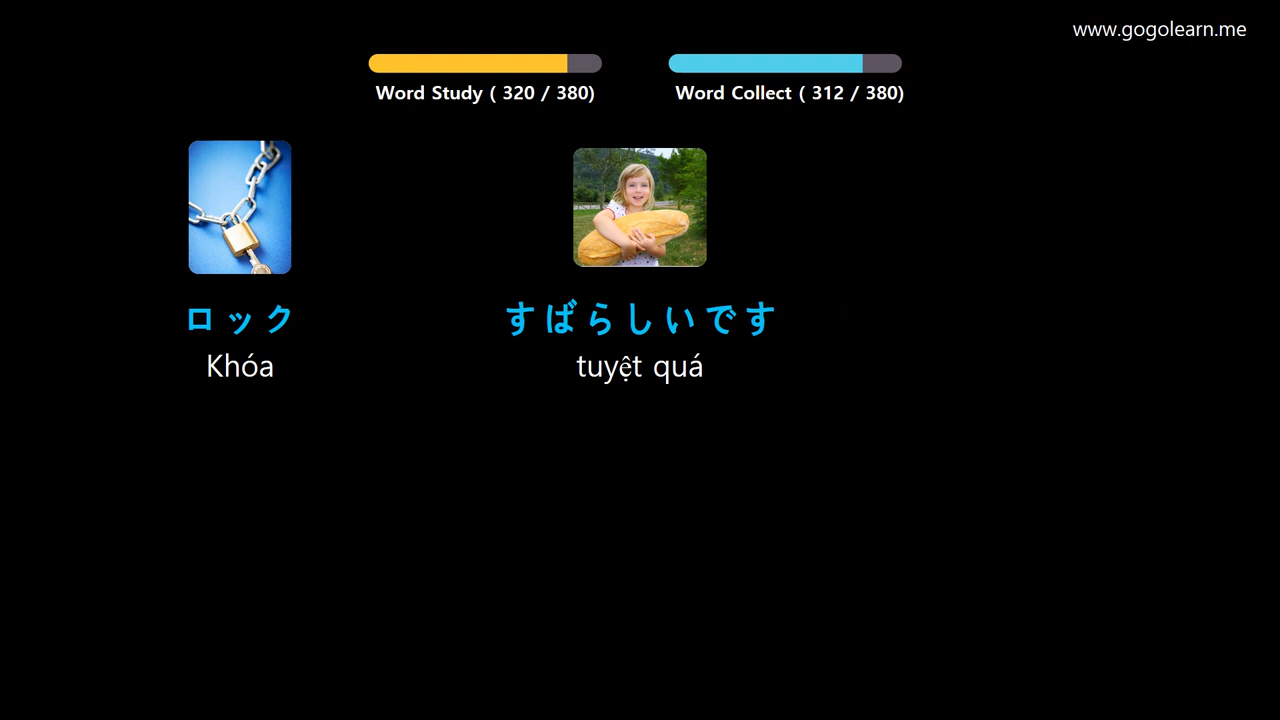 www.gogolearn.me
Word Study ( 320 / 380)
Word Collect ( 312 / 380)
ロック
Khóa
すばらしいです
tuyệt quá